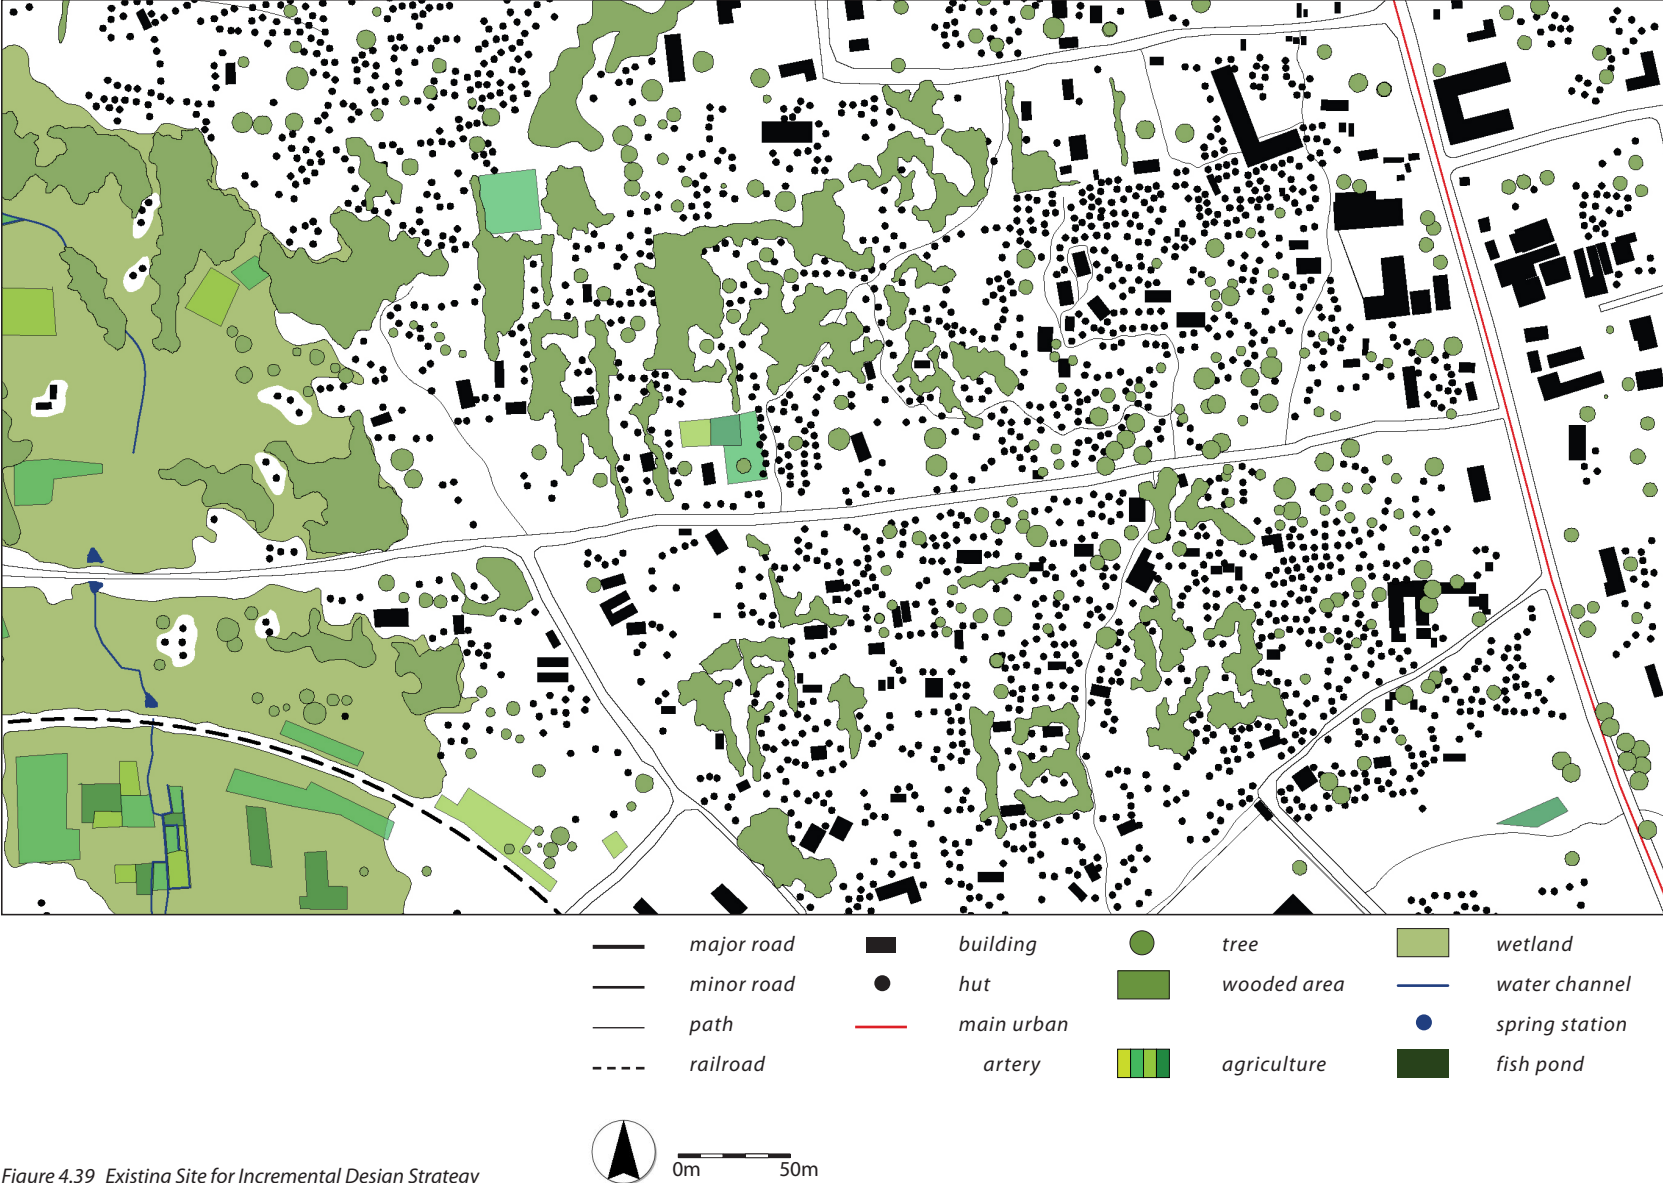 major road building tree wetland
minor road hut wooded area water channel
path main urban spring station
railroad artery agriculture fish pond
0m 50m
Figure 4.39 Existing Site for Incremental Design Strategy